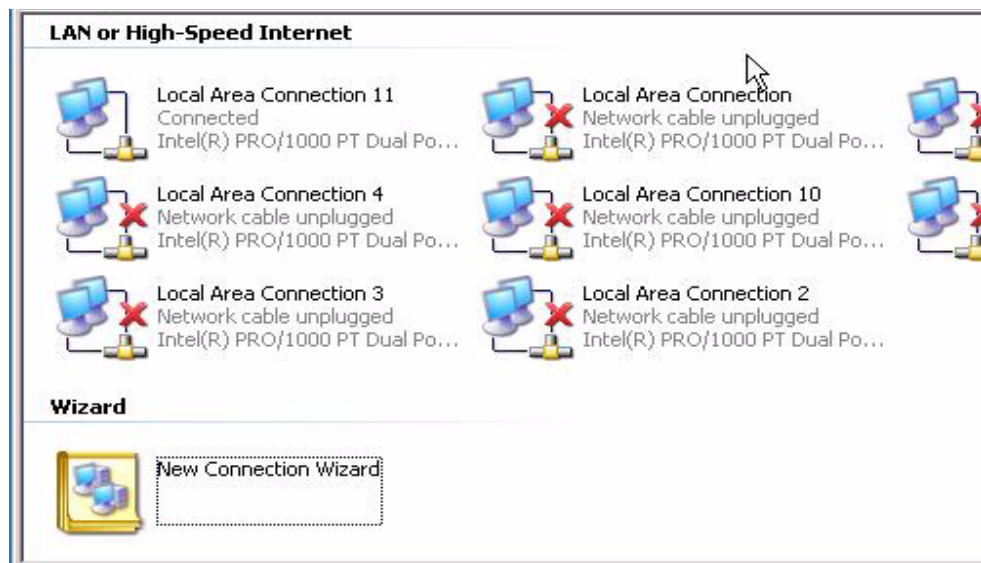 LAN or High-Speed Internet
Local Area Connection 11
Connected
Intel(R) PRO/1000 PT Dual Po...
Local Area Connection
Network cable unplugged
Intel(R) PRO/1000 PT Dual Po...
Local Area Connection 4
Network cable unplugged
Intel(R) PRO/1000 PT Dual Po...
Local Area Connection 10
Network cable unplugged
Intel(R) PRO/1000 PT Dual Po...
Local Area Connection 3
Network cable unplugged
Intel(R) PRO/1000 PT Dual Po...
Local Area Connection 2
Network cable unplugged
Intel(R) PRO/1000 PT Dual Po...
Wizard
New Connection Wizard